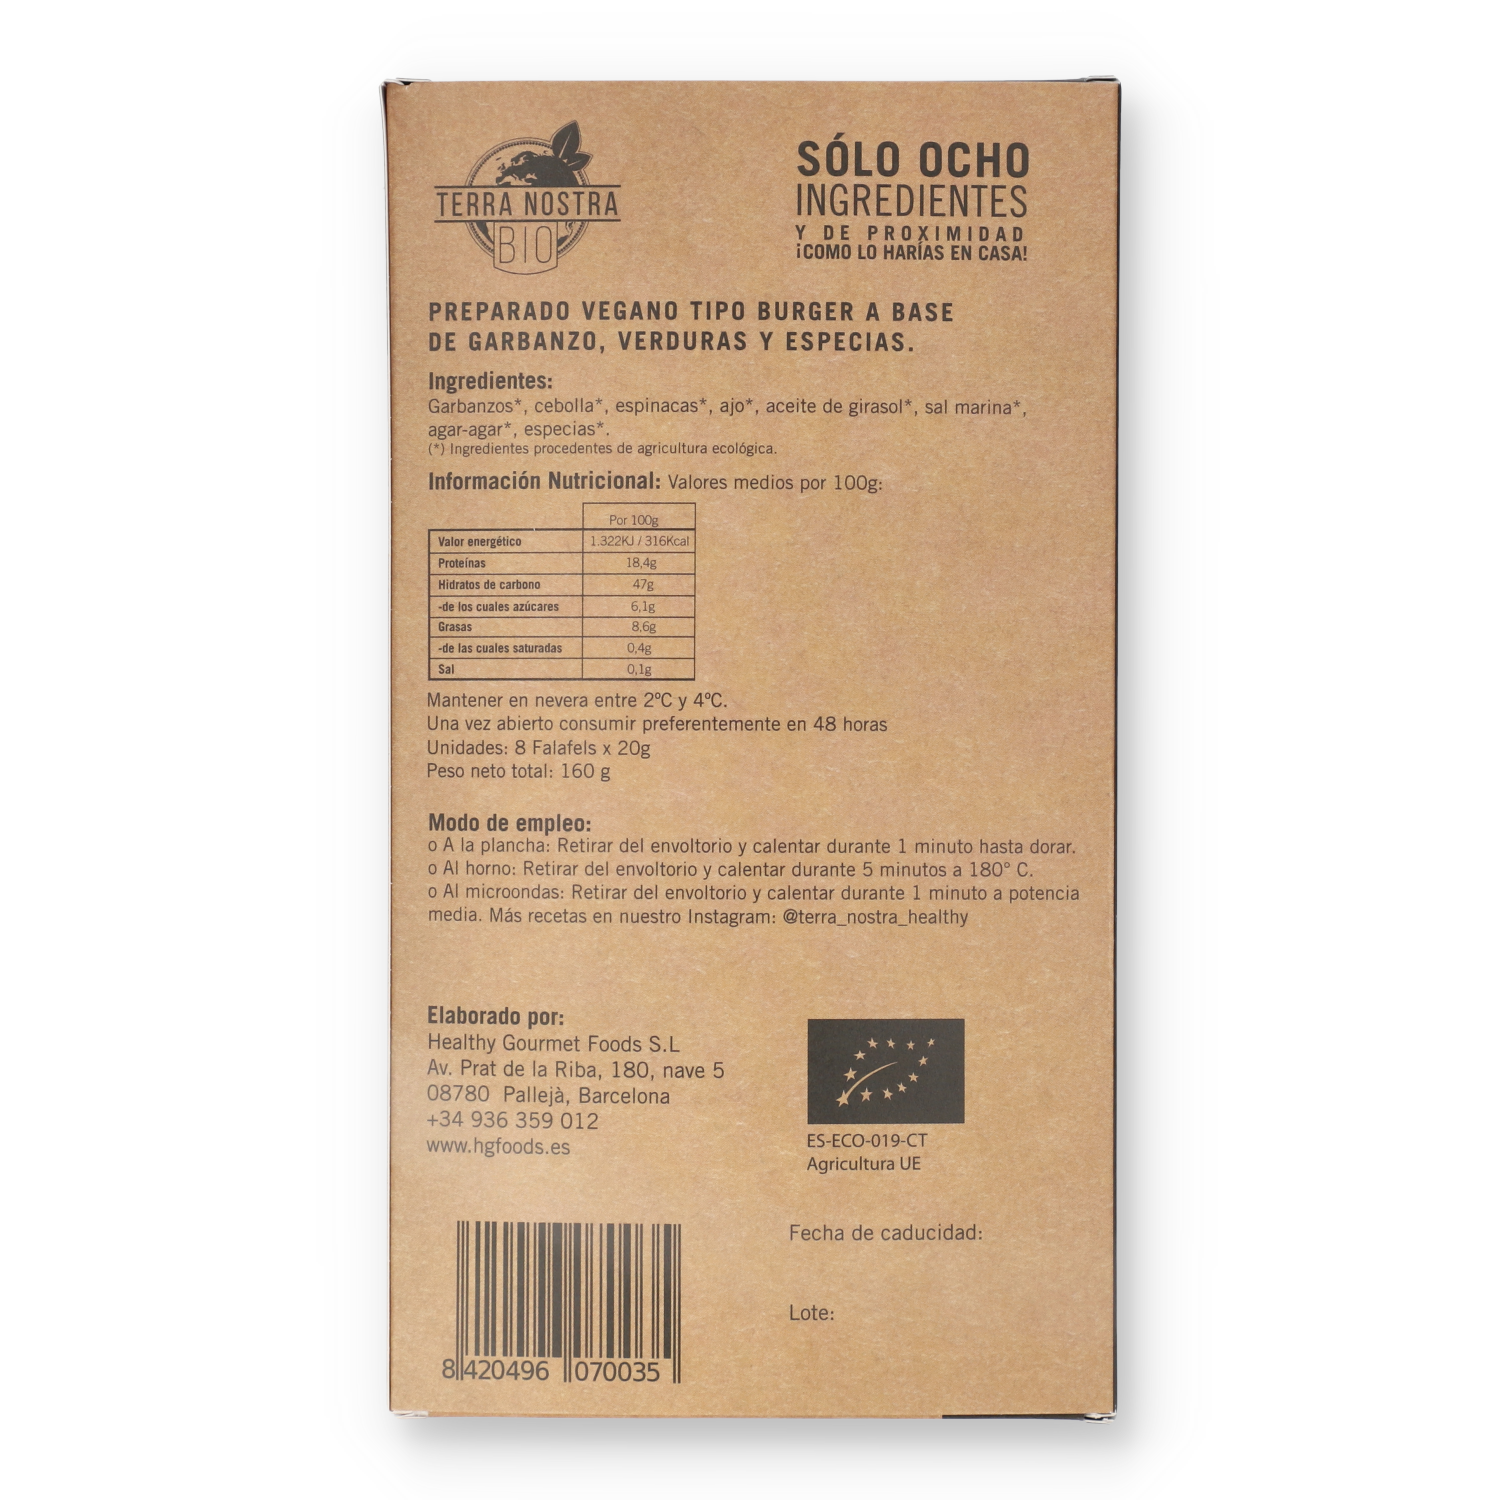 TERRA NOSTRA
BIO
SÓLO OCHO
INGREDIENTES
Y DE PROXIMIDAD
¡COMO LO HARÍAS EN CASA!
PREPARADO VEGANO TIPO BURGER A BASE
DE GARBANZO, VERDURAS Y ESPECIAS.
Ingredientes:
Garbanzos*, cebolla*, espinacas*, ajo*, aceite de girasol*, sal marina*,
agar-agar*, especias*.
(*) Ingredientes procedentes de agricultura ecológica.
Información Nutricional: Valores medios por 100g:
Por 100g
Valor energético 1.322KJ / 316Kcal
Proteínas 18,4g
Hidratos de carbono 47g
-de los cuales azúcares 6,1g
Grasas 8,6g
-de las cuales saturadas 0,4g
Sal 0,1g
Mantener en nevera entre 2ºC y 4ºC.
Una vez abierto consumir preferentemente en 48 horas
Unidades: 8 Falafels x 20g
Peso neto total: 160 g
Modo de empleo:
o A la plancha: Retirar del envoltorio y calentar durante 1 minuto hasta dorar.
o Al horno: Retirar del envoltorio y calentar durante 5 minutos a 180° C.
o Al microondas: Retirar del envoltorio y calentar durante 1 minuto a potencia
media. Más recetas en nuestro Instagram: @terra_nostra_healthy
Elaborado por:
Healthy Gourmet Foods S.L
Av. Prat de la Riba, 180, nave 5
08780 Pallejà, Barcelona
+34 936 359 012
www.hgfoods.es
ES-ECO-019-CT
Agricultura UE
Fecha de caducidad:
Lote:
8 420496 070035